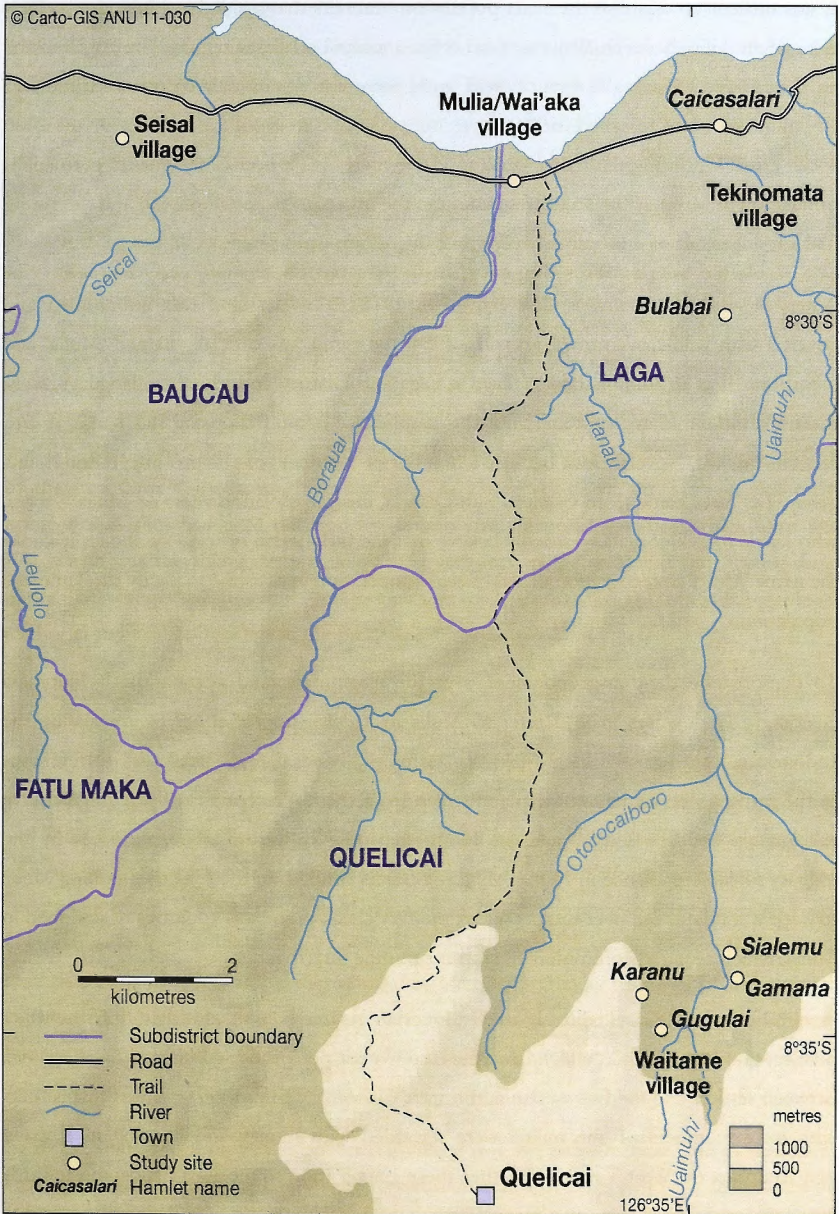 © Carto-GIS ANU 11-030
Mulia/Wai'aka
village
Caicasalari
Seisal
village
Tekinomata
village
Seical
Bulabai
8°30'S
BAUCAU
LAGA
Uaimuhi
Lianau
Borauai
Leulolo
FATU MAKA
QUELICAI
Otorocaiboro
0 2
kilometres
Sialemu
Karanu
Gamana
Gugulai
8°35'S
Waitame
village
Subdistrict boundary
Road
Trail
River
Town
Study site
Caicasalari Hamlet name
Quelicai
Uaimuhi
metres
1000
500
0
126°35'E